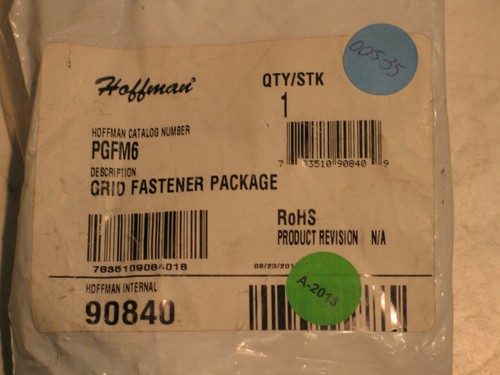 Hoffman
QTY/STK
1
00535
HOFFMAN CATALOG NUMBER
PGFM6
DESCRIPTION
GRID FASTENER PACKAGE
7 83510 90840 9
7835109084018
RoHS
PRODUCT REVISION N/A
A-2013
HOFFMAN INTERNAL
90840